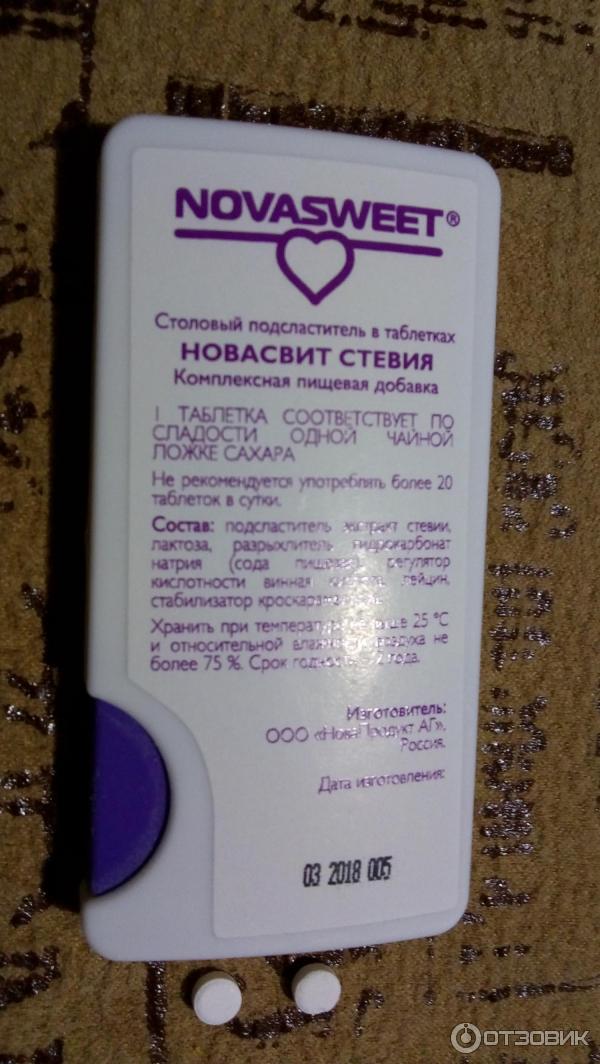 NOVASWEET®
Столовый подсластитель в таблетках
НОВАСВИТ СТЕВИЯ
Комплексная пищевая добавка
1 ТАБЛЕТКА СООТВЕТСТВУЕТ ПО
СЛАДОСТИ ОДНОЙ ЧАЙНОЙ
ЛОЖКЕ САХАРА
Не рекомендуется употреблять более 20
таблеток в сутки.
Состав: подсластитель экстракт стевии,
лактоза, разрыхлитель гидрокарбонат
натрия (сода пищевая), регулятор
кислотности винная кислота, лейцин,
стабилизатор
Хранить при температуре не выше 25 °С
и относительной влажности воздуха не
более 75 %. Срок годности 2 года.
Изготовитель:
ООО «НоваПродукт АГ»,
Россия.
Дата изготовления:
03 2018 005
ОТЗОВИК